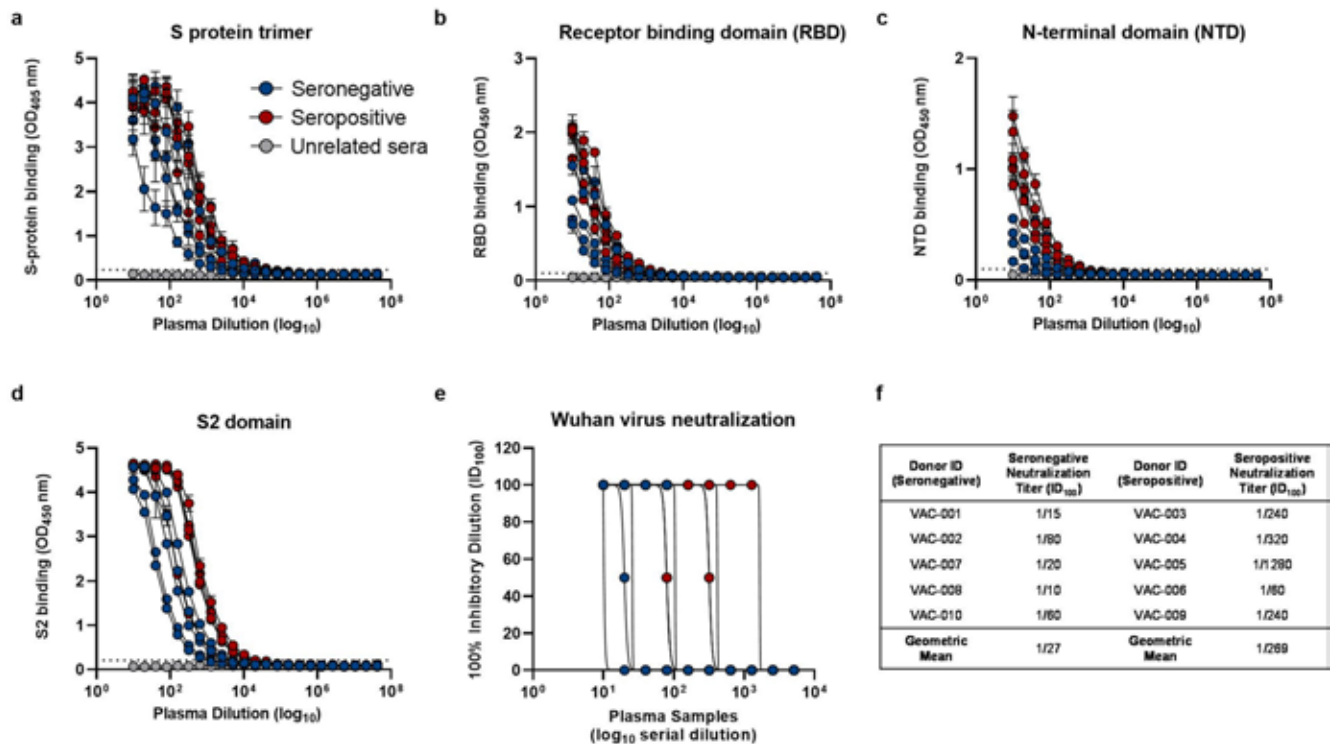 a
S protein trimer
S-protein binding (OD405 nm)
5
4
3
2
1
0
10^0 10^2 10^4 10^6 10^8
Plasma Dilution (log10)
Seronegative
Seropositive
Unrelated sera
b
Receptor binding domain (RBD)
RBD binding (OD450 nm)
3
2
1
0
10^0 10^2 10^4 10^6 10^8
Plasma Dilution (log10)
c
N-terminal domain (NTD)
NTD binding (OD450 nm)
2
1
0
10^0 10^2 10^4 10^6 10^8
Plasma Dilution (log10)
d
S2 domain
S2 binding (OD450 nm)
5
4
3
2
1
0
10^0 10^2 10^4 10^6 10^8
Plasma Dilution (log10)
e
Wuhan virus neutralization
100% Inhibitory Dilution (ID100)
120
100
80
60
40
20
0
10^0 10^1 10^2 10^3 10^4
Plasma Samples
(log10 serial dilution)
f
Donor ID (Seronegative) Seronegative Neutralization Titer (ID100) Donor ID (Seropositive) Seropositive Neutralization Titer (ID100)
VAC-001 1/15 VAC-003 1/240
VAC-002 1/80 VAC-004 1/320
VAC-007 1/20 VAC-005 1/1280
VAC-008 1/10 VAC-006 1/60
VAC-010 1/60 VAC-009 1/240
Geometric Mean 1/27 Geometric Mean 1/269